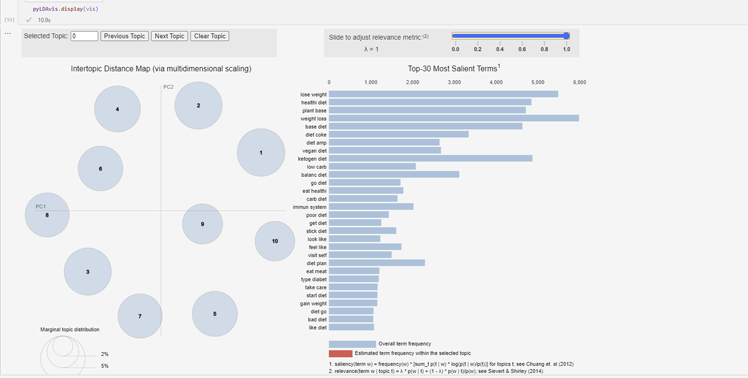 pyLDAvis.display(vis)
10.9s
Selected Topic: 0 Previous Topic Next Topic Clear Topic
Slide to adjust relevance metric:(2)
λ = 1
0.0 0.2 0.4 0.6 0.8 1.0
Intertopic Distance Map (via multidimensional scaling)
PC2
PC1
4
2
1
6
8
9
10
3
7
5
Marginal topic distribution
2%
5%
Top-30 Most Salient Terms1
0 1,000 2,000 3,000 4,000 5,000 6,000
lose weight
healthi diet
plant base
weight loss
base diet
diet coke
diet amp
vegan diet
ketogen diet
low carb
balanc diet
go diet
eat healthi
carb diet
immun system
poor diet
get diet
stick diet
look like
feel like
visit self
diet plan
eat meat
type diabet
take care
start diet
gain weight
diet go
bad diet
like diet
Overall term frequency
Estimated term frequency within the selected topic
1. saliency(term w) = frequency(w) * [sum_t p(t | w) * log(p(t | w)/p(t))] for topics t; see Chuang et. al (2012)
2. relevance(term w | topic t) = λ * p(w | t) + (1 - λ) * p(w | t)/p(w); see Sievert & Shirley (2014)